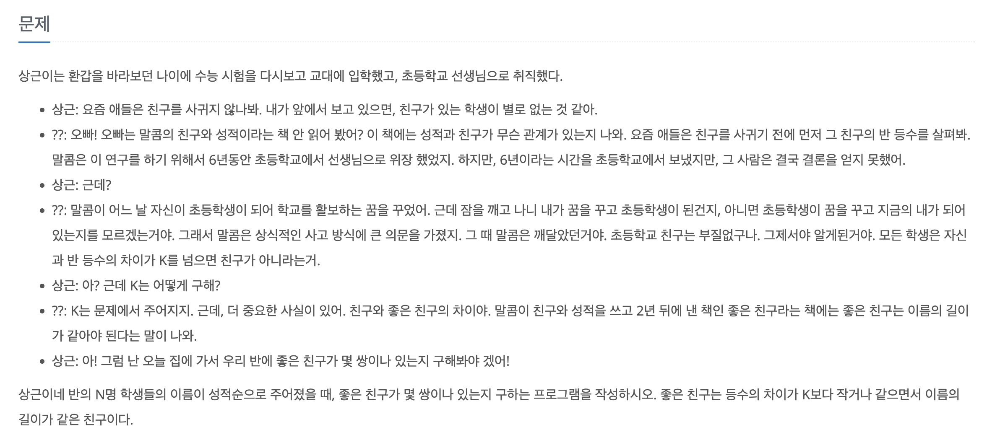 문제
상근이는 환갑을 바라보던 나이에 수능 시험을 다시보고 교대에 입학했고, 초등학교 선생님으로 취직했다.
• 상근: 요즘 애들은 친구를 사귀지 않나봐. 내가 앞에서 보고 있으면, 친구가 있는 학생이 별로 없는 것 같아.
• ??: 오빠! 오빠는 말콤의 친구와 성적이라는 책 안 읽어 봤어? 이 책에는 성적과 친구가 무슨 관계가 있는지 나와. 요즘 애들은 친구를 사귀기 전에 먼저 그 친구의 반 등수를 살펴봐.
말콤은 이 연구를 하기 위해서 6년동안 초등학교에서 선생님으로 위장 했었지. 하지만, 6년이라는 시간을 초등학교에서 보냈지만, 그 사람은 결국 결론을 얻지 못했어.
• 상근: 근데?
• ??: 말콤이 어느 날 자신이 초등학생이 되어 학교를 활보하는 꿈을 꾸었어. 근데 잠을 깨고 나니 내가 꿈을 꾸고 초등학생이 된건지, 아니면 초등학생이 꿈을 꾸고 지금의 내가 되어
있는지를 모르겠는거야. 그래서 말콤은 상식적인 사고 방식에 큰 의문을 가졌지. 그 때 말콤은 깨달았던거야. 초등학교 친구는 부질없구나. 그제서야 알게된거야. 모든 학생은 자신
과 반 등수의 차이가 K를 넘으면 친구가 아니라는거.
• 상근: 아? 근데 K는 어떻게 구해?
• ??: K는 문제에서 주어지지. 근데, 더 중요한 사실이 있어. 친구와 좋은 친구의 차이야. 말콤이 친구와 성적을 쓰고 2년 뒤에 낸 책인 좋은 친구라는 책에는 좋은 친구는 이름의 길이
가 같아야 된다는 말이 나와.
• 상근: 아! 그럼 난 오늘 집에 가서 우리 반에 좋은 친구가 몇 쌍이나 있는지 구해봐야 겠어!
상근이네 반의 N명 학생들의 이름이 성적순으로 주어졌을 때, 좋은 친구가 몇 쌍이나 있는지 구하는 프로그램을 작성하시오. 좋은 친구는 등수의 차이가 K보다 작거나 같으면서 이름의
길이가 같은 친구이다.